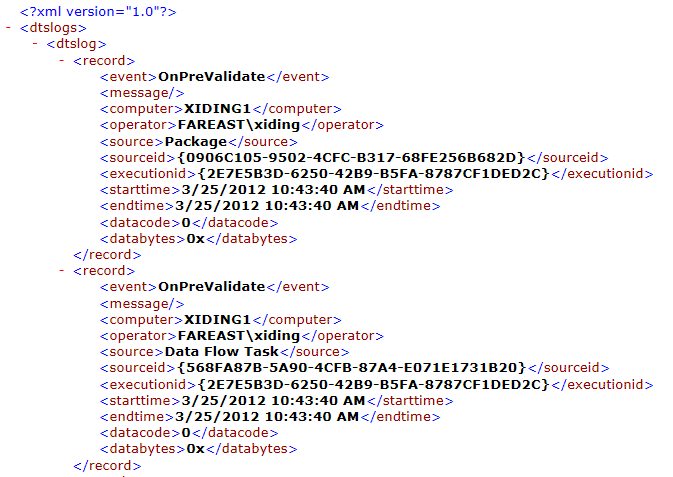 <?xml version="1.0"?>
- <dtslogs>
- <dtslog>
- <record>
<event>OnPreValidate</event>
<message/>
<computer>XIDING1</computer>
<operator>FAREAST\xiding</operator>
<source>Package</source>
<sourceid>{0906C105-9502-4CFC-B317-68FE256B682D}</sourceid>
<executionid>{2E7E5B3D-6250-42B9-B5FA-8787CF1DED2C}</executionid>
<starttime>3/25/2012 10:43:40 AM</starttime>
<endtime>3/25/2012 10:43:40 AM</endtime>
<datacode>0</datacode>
<databytes>0x</databytes>
</record>
- <record>
<event>OnPreValidate</event>
<message/>
<computer>XIDING1</computer>
<operator>FAREAST\xiding</operator>
<source>Data Flow Task</source>
<sourceid>{568FA87B-5A90-4CFB-87A4-E071E1731B20}</sourceid>
<executionid>{2E7E5B3D-6250-42B9-B5FA-8787CF1DED2C}</executionid>
<starttime>3/25/2012 10:43:40 AM</starttime>
<endtime>3/25/2012 10:43:40 AM</endtime>
<datacode>0</datacode>
<databytes>0x</databytes>
</record>